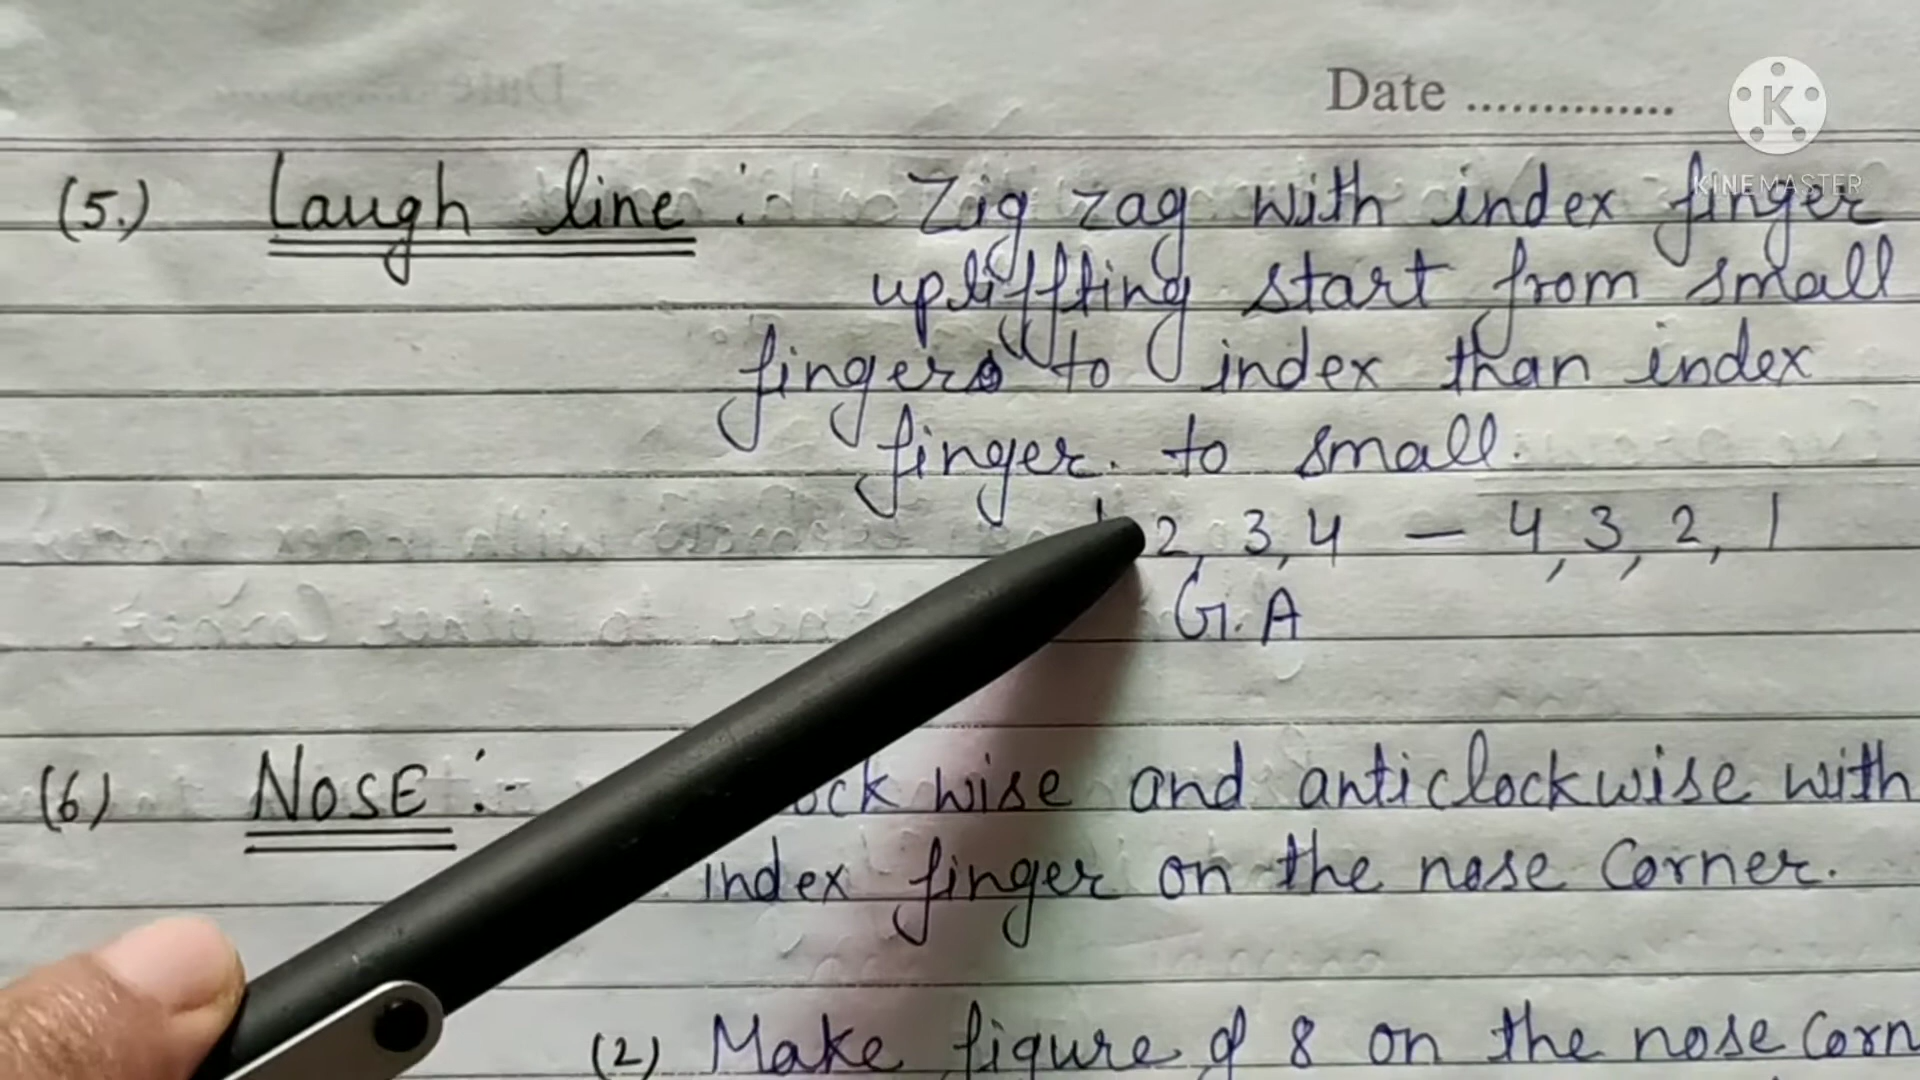 Date ..............
KINEMASTER
(5.) Laugh line :- Zig zag with index finger
upliffting start from small
fingers to index than index
finger. to small.
1, 2, 3, 4 — 4, 3, 2, 1
G.A
(6) NOSE :- wise and anticlockwise with
index finger on the nose Corner.
(2) Make figure of 8 on the nose